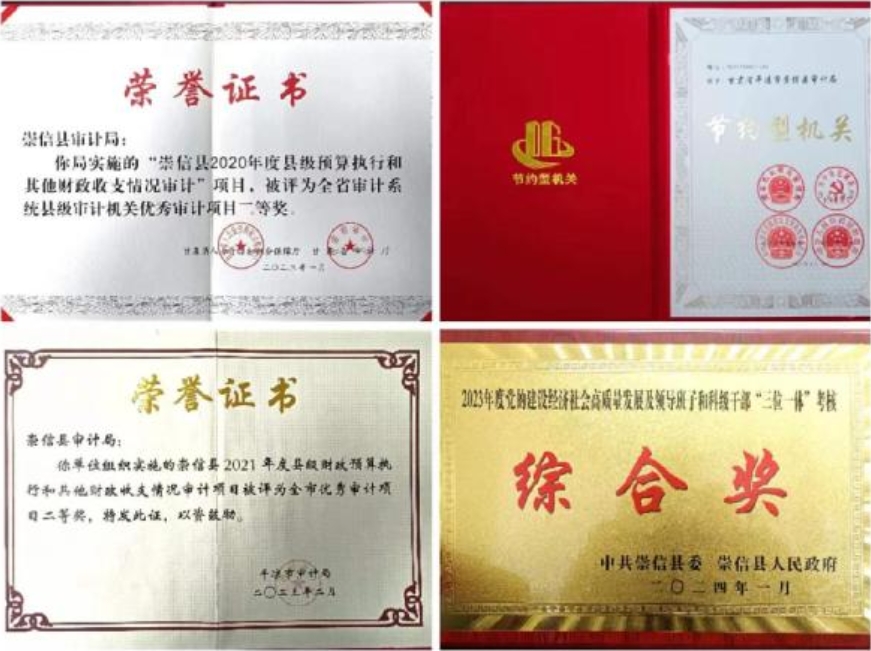 荣誉证书
崇信县审计局:
你局实施的“崇信县2020年度县级预算执行和
其他财政收支情况审计”项目,被评为全省审计系
统县级审计机关优秀审计项目二等奖。
节约型机关
节约型机关
荣誉证书
崇信县审计局:
你单位组织实施的崇信县2021年度县级财政预算执
行和其他财政收支情况审计项目被评为全市优秀审计项
目二等奖,特发此证,以资鼓励。
平凉市审计局
2023年度党的建设经济社会高质量发展及领导班子和科级干部“三位一体”考核
综合奖
中共崇信县委 崇信县人民政府
二〇二四年一月